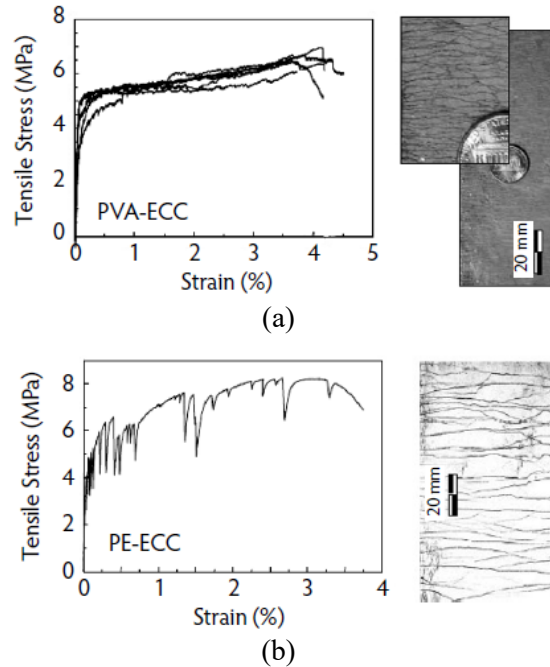 Tensile Stress (MPa)
8
6
4
2
0
PVA-ECC
0 1 2 3 4 5
Strain (%)
20 mm
(a)
Tensile Stress (MPa)
8
6
4
2
0
PE-ECC
0 1 2 3 4
Strain (%)
20 mm
(b)